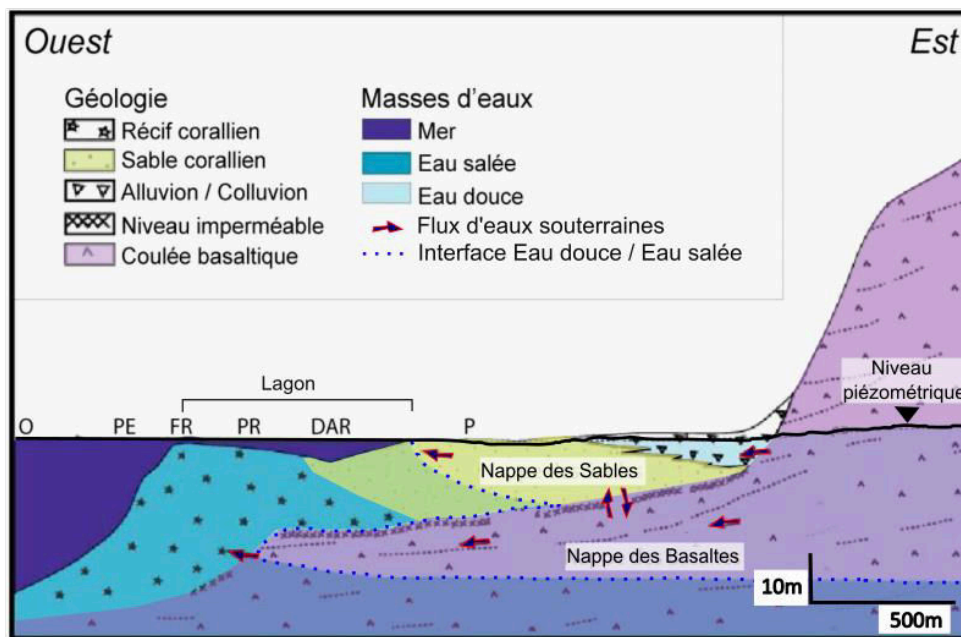 Ouest
Est
Géologie
Récif corallien
Sable corallien
Alluvion / Colluvion
Niveau imperméable
Coulée basaltique
Masses d'eaux
Mer
Eau salée
Eau douce
Flux d'eaux souterraines
Interface Eau douce / Eau salée
Lagon
Niveau
piézométrique
O PE FR PR DAR P
Nappe des Sables
Nappe des Basaltes
10m
500m